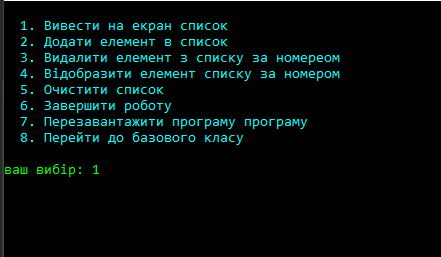 1. Вивести на екран список
2. Додати елемент в список
3. Видалити елемент з списку за номереом
4. Відобразити елемент списку за номером
5. Очистити список
6. Завершити роботу
7. Перезавантажити програму програму
8. Перейти до базового класу
ваш вибір: 1